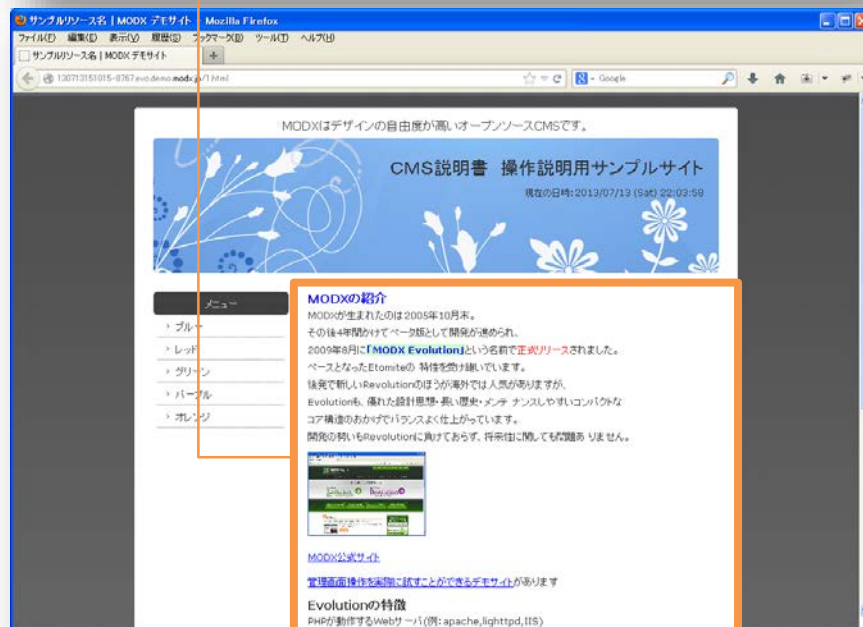 サンプルリソース名 | MODX デモサイト - Mozilla Firefox
ファイル(F) 編集(E) 表示(V) 履歴(S) ブックマーク(B) ツール(T) ヘルプ(H)
サンプルリソース名 | MODX デモサイト
130713151015-8767.evo.demo.modx.jp/1.html
Google
MODXはデザインの自由度が高いオープンソースCMSです。
CMS説明書 操作説明用サンプルサイト
現在の日時:2013/07/13 (Sat) 22:03:59
メニュー
ブルー
レッド
グリーン
パープル
オレンジ
MODXの紹介
MODXが生まれたのは2005年10月末。
その後4年間かけてベータ版として開発が進められ、
2009年8月に「MODX Evolution」という名前で正式リリースされました。
ベースとなったEtomiteの 特性を受け継いでいます。
後発で新しいRevolutionのほうが海外では人気がありますが、
Evolutionも、優れた設計思想・長い歴史・メンテ ナンスしやすいコンパクトな
コア構造のおかげでバランスよく仕上がっています。
開発の勢いもRevolutionに負けておらず、将来性に関しても問題あ りません。
MODX公式サイト
管理画面操作を実際に試すことができるデモサイトがあります
Evolutionの特徴
PHPが動作するWebサーバ(例: apache,lighttpd,IIS)